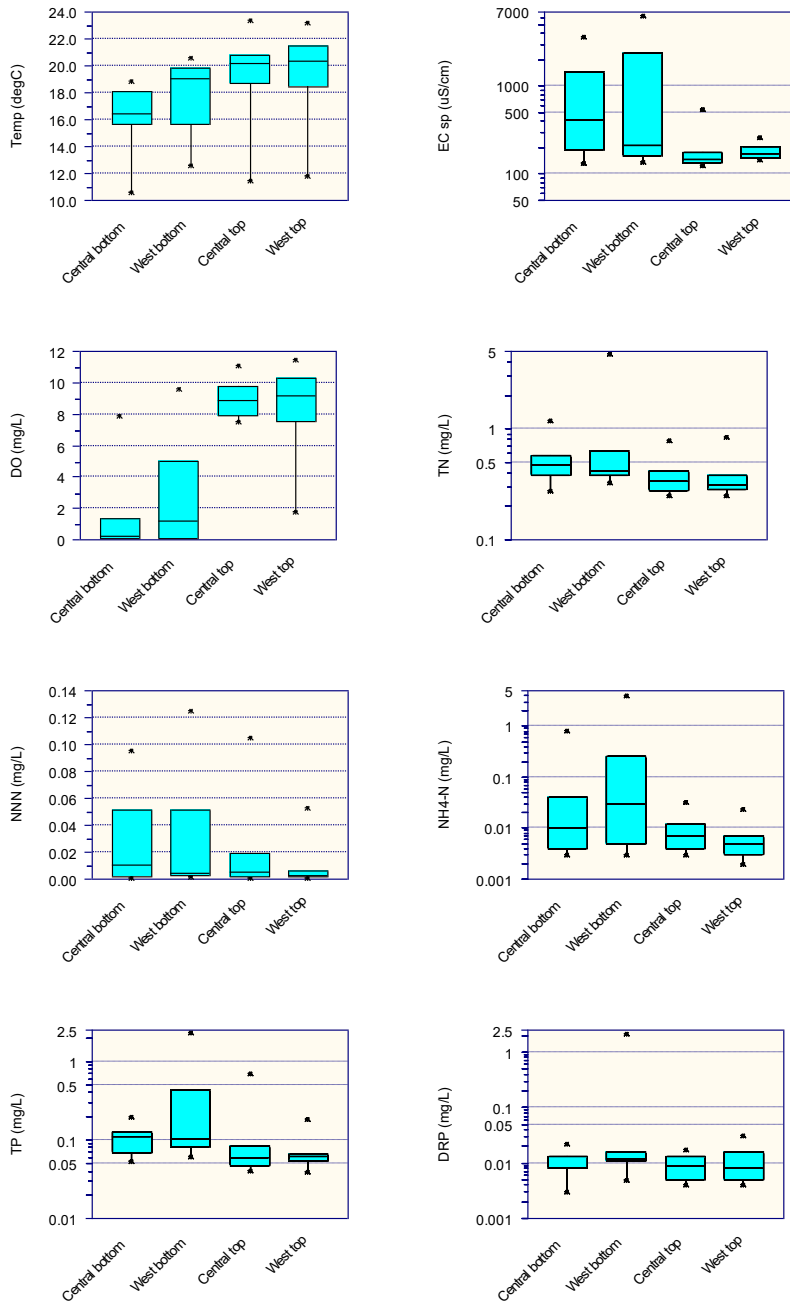 Temp (degC)
24.0
22.0
20.0
18.0
16.0
14.0
12.0
10.0
Central bottom
West bottom
Central top
West top
EC sp (uS/cm)
7000
1000
500
100
50
Central bottom
West bottom
Central top
West top
DO (mg/L)
12
10
8
6
4
2
0
Central bottom
West bottom
Central top
West top
TN (mg/L)
5
1
0.5
0.1
Central bottom
West bottom
Central top
West top
NNN (mg/L)
0.14
0.12
0.10
0.08
0.06
0.04
0.02
0.00
Central bottom
West bottom
Central top
West top
NH4-N (mg/L)
5
1
0.1
0.01
0.001
Central bottom
West bottom
Central top
West top
TP (mg/L)
2.5
1
0.5
0.1
0.05
0.01
Central bottom
West bottom
Central top
West top
DRP (mg/L)
2.5
1
0.1
0.05
0.01
0.001
Central bottom
West bottom
Central top
West top